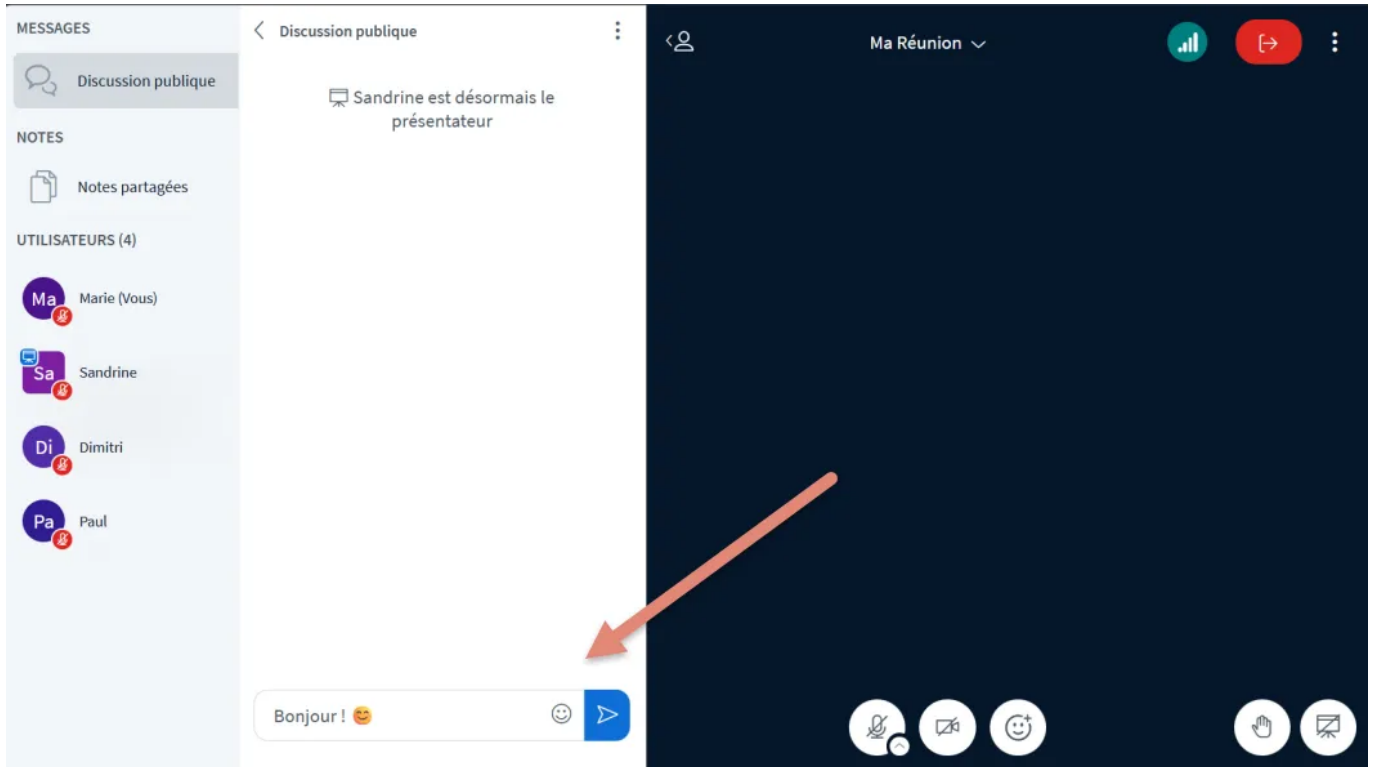 MESSAGES
Discussion publique
NOTES
Notes partagées
UTILISATEURS (4)
Ma
Marie (Vous)
Sa
Sandrine
Di
Dimitri
Pa
Paul
Discussion publique
Sandrine est désormais le
présentateur
Bonjour ! 😊
Ma Réunion